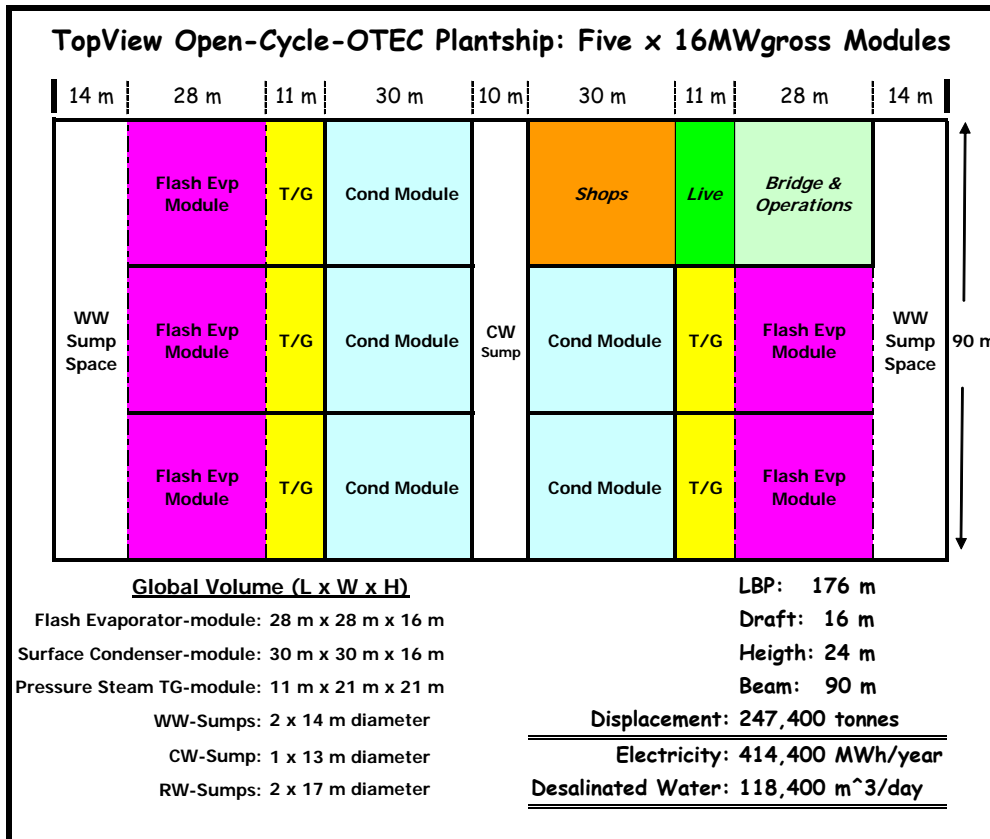 TopView Open-Cycle-OTEC Plantship: Five x 16MWgross Modules
14 m 28 m 11 m 30 m 10 m 30 m 11 m 28 m 14 m
Flash Evp
Module
T/G
Cond Module
Shops
Live
Bridge &
Operations
WW
Sump
Space
Flash Evp
Module
T/G
Cond Module
CW
Sump
Cond Module
T/G
Flash Evp
Module
WW
Sump
Space
90 m
Flash Evp
Module
T/G
Cond Module
Cond Module
T/G
Flash Evp
Module
Global Volume (L x W x H)
Flash Evaporator-module: 28 m x 28 m x 16 m
Surface Condenser-module: 30 m x 30 m x 16 m
Pressure Steam TG-module: 11 m x 21 m x 21 m
WW-Sumps: 2 x 14 m diameter
CW-Sump: 1 x 13 m diameter
RW-Sumps: 2 x 17 m diameter
LBP: 176 m
Draft: 16 m
Heigth: 24 m
Beam: 90 m
Displacement: 247,400 tonnes
Electricity: 414,400 MWh/year
Desalinated Water: 118,400 m^3/day